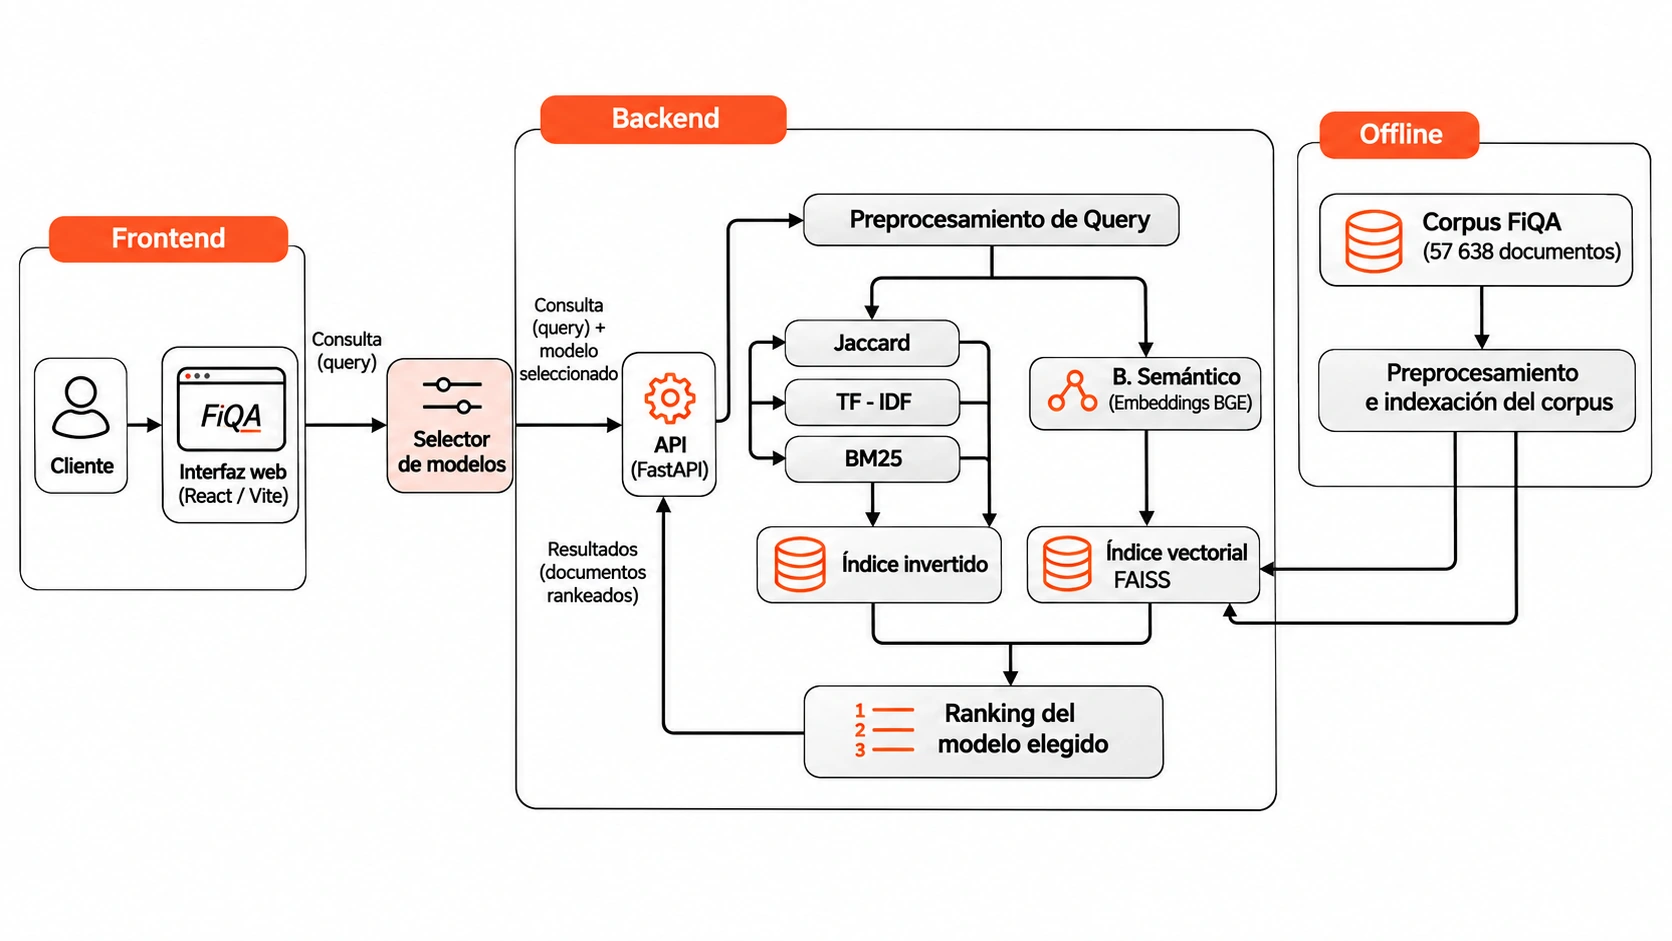 Frontend
Cliente
FiQA
Interfaz web
(React / Vite)
Consulta
(query)
Selector
de modelos
Backend
Consulta
(query) +
modelo
seleccionado
API
(FastAPI)
Resultados
(documentos
rankeados)
Preprocesamiento de Query
Jaccard
TF - IDF
BM25
B. Semántico
(Embeddings BGE)
Índice invertido
Índice vectorial
FAISS
1
2
3
Ranking del
modelo elegido
Offline
Corpus FiQA
(57 638 documentos)
Preprocesamiento
e indexación del corpus